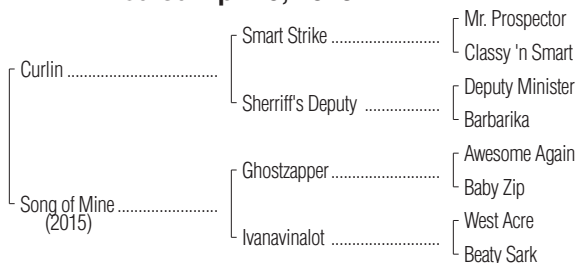 Mr. Prospector
Smart Strike
Classy 'n Smart
Curlin
Deputy Minister
Sherriff's Deputy
Barbarika
Awesome Again
Ghostzapper
Baby Zip
Song of Mine
(2015)
West Acre
Ivanavinalot
Beaty Sark